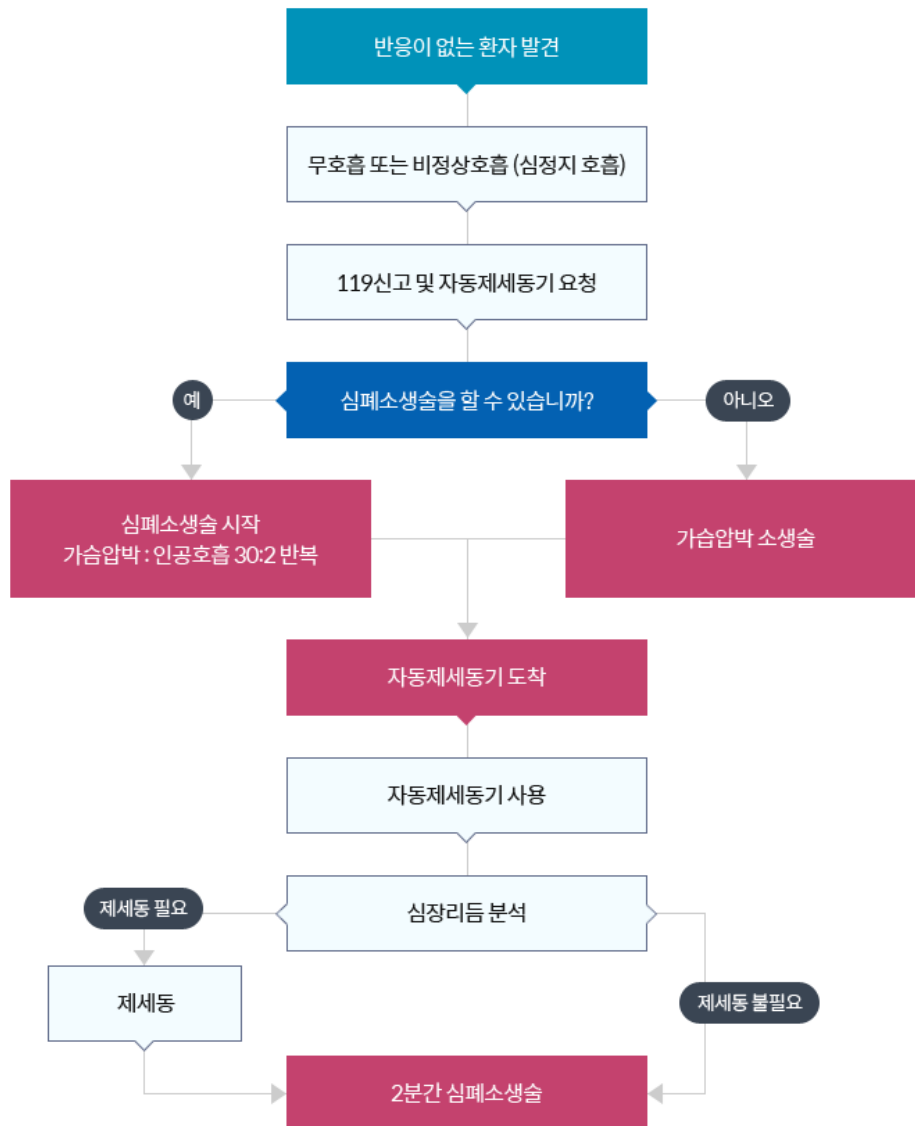 반응이 없는 환자 발견
무호흡 또는 비정상호흡 (심정지 호흡)
119신고 및 자동제세동기 요청
예
심폐소생술을 할 수 있습니까?
아니오
심폐소생술 시작
가슴압박 : 인공호흡 30:2 반복
가습압박 소생술
자동제세동기 도착
자동제세동기 사용
제세동 필요
심장리듬 분석
제세동
제세동 불필요
2분간 심폐소생술